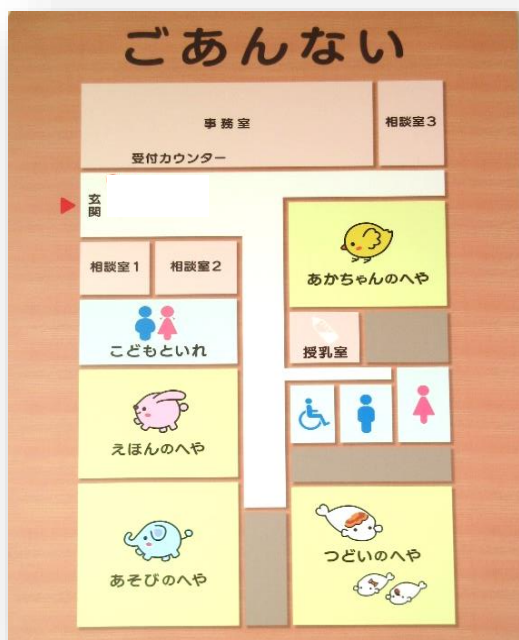 ごあんない
事務室
相談室3
受付カウンター
玄関
あかちゃんのへや
相談室1
相談室2
こどもといれ
授乳室
えほんのへや
あそびのへや
つどいのへや